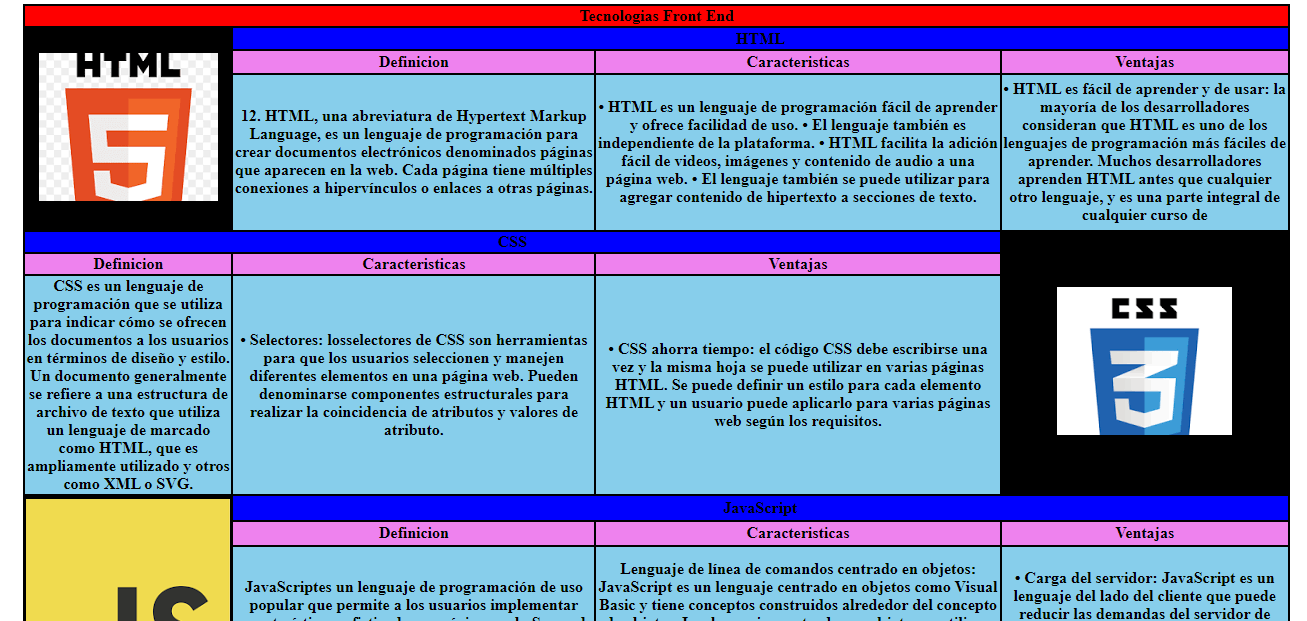 Tecnologias Front End
HTML
HTML
5
Definicion
Caracteristicas
Ventajas
12. HTML, una abreviatura de Hypertext Markup
Language, es un lenguaje de programación para
crear documentos electrónicos denominados páginas
que aparecen en la web. Cada página tiene múltiples
conexiones a hipervínculos o enlaces a otras páginas.
• HTML es un lenguaje de programación fácil de aprender
y ofrece facilidad de uso. • El lenguaje también es
independiente de la plataforma. • HTML facilita la adición
fácil de videos, imágenes y contenido de audio a una
página web. • El lenguaje también se puede utilizar para
agregar contenido de hipertexto a secciones de texto.
• HTML es fácil de aprender y de usar: la
mayoría de los desarrolladores
consideran que HTML es uno de los
lenguajes de programación más fáciles de
aprender. Muchos desarrolladores
aprenden HTML antes que cualquier
otro lenguaje, y es una parte integral de
cualquier curso de
CSS
Definicion
Caracteristicas
Ventajas
CSS es un lenguaje de
programación que se utiliza
para indicar cómo se ofrecen
los documentos a los usuarios
en términos de diseño y estilo.
Un documento generalmente
se refiere a una estructura de
archivo de texto que utiliza
un lenguaje de marcado
como HTML, que es
ampliamente utilizado y otros
como XML o SVG.
• Selectores: losselectores de CSS son herramientas
para que los usuarios seleccionen y manejen
diferentes elementos en una página web. Pueden
denominarse componentes estructurales para
realizar la coincidencia de atributos y valores de
atributo.
• CSS ahorra tiempo: el código CSS debe escribirse una
vez y la misma hoja se puede utilizar en varias páginas
HTML. Se puede definir un estilo para cada elemento
HTML y un usuario puede aplicarlo para varias páginas
web según los requisitos.
CSS
3
JS
JavaScript
Definicion
Caracteristicas
Ventajas
JavaScriptes un lenguaje de programación de uso
popular que permite a los usuarios implementar
Lenguaje de línea de comandos centrado en objetos:
JavaScript es un lenguaje centrado en objetos como Visual
Basic y tiene conceptos construidos alrededor del concepto
• Carga del servidor: JavaScript es un
lenguaje del lado del cliente que puede
reducir las demandas del servidor de